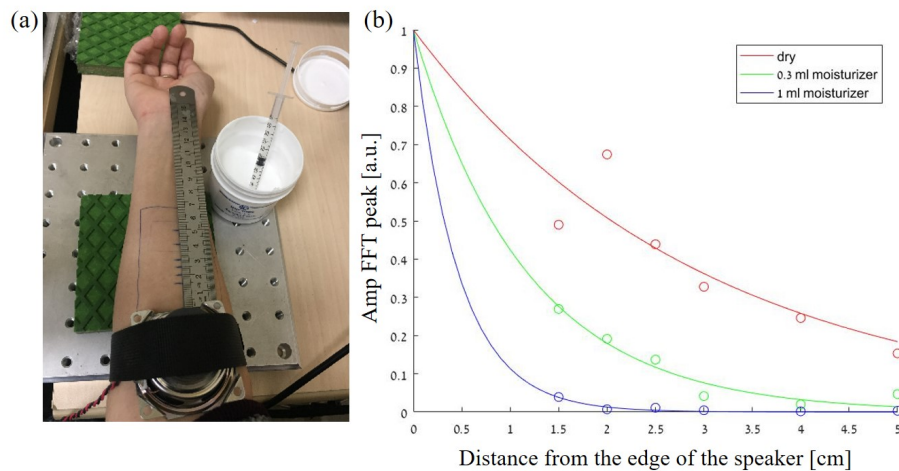 (a)
(b)
Amp FFT peak [a.u.]
1
0.9
0.8
0.7
0.6
0.5
0.4
0.3
0.2
0.1
0
dry
0.3 ml moisturizer
1 ml moisturizer
0 0.5 1 1.5 2 2.5 3 3.5 4 4.5 5
Distance from the edge of the speaker [cm]